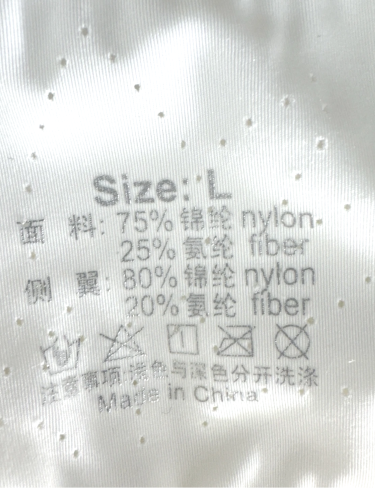 Size: L
面 料: 75% 锦纶 nylon
25% 氨纶 fiber
侧 翼: 80% 锦纶 nylon
20% 氨纶 fiber
注意事项:浅色与深色分开洗涤
Made in China